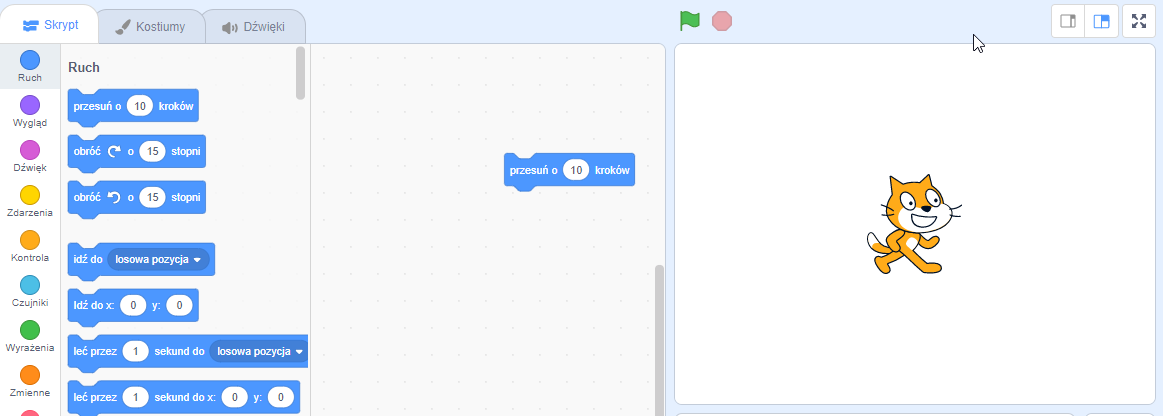 Skrypt
Kostiumy
Dźwięki
Ruch
Wygląd
Dźwięk
Zdarzenia
Kontrola
Czujniki
Wyrażenia
Zmienne
Ruch
przesuń o 10 kroków
obróć o 15 stopni
obróć o 15 stopni
idź do losowa pozycja
Idź do x: 0 y: 0
leć przez 1 sekund do losowa pozycja
leć przez 1 sekund do x: 0 y: 0
przesuń o 10 kroków